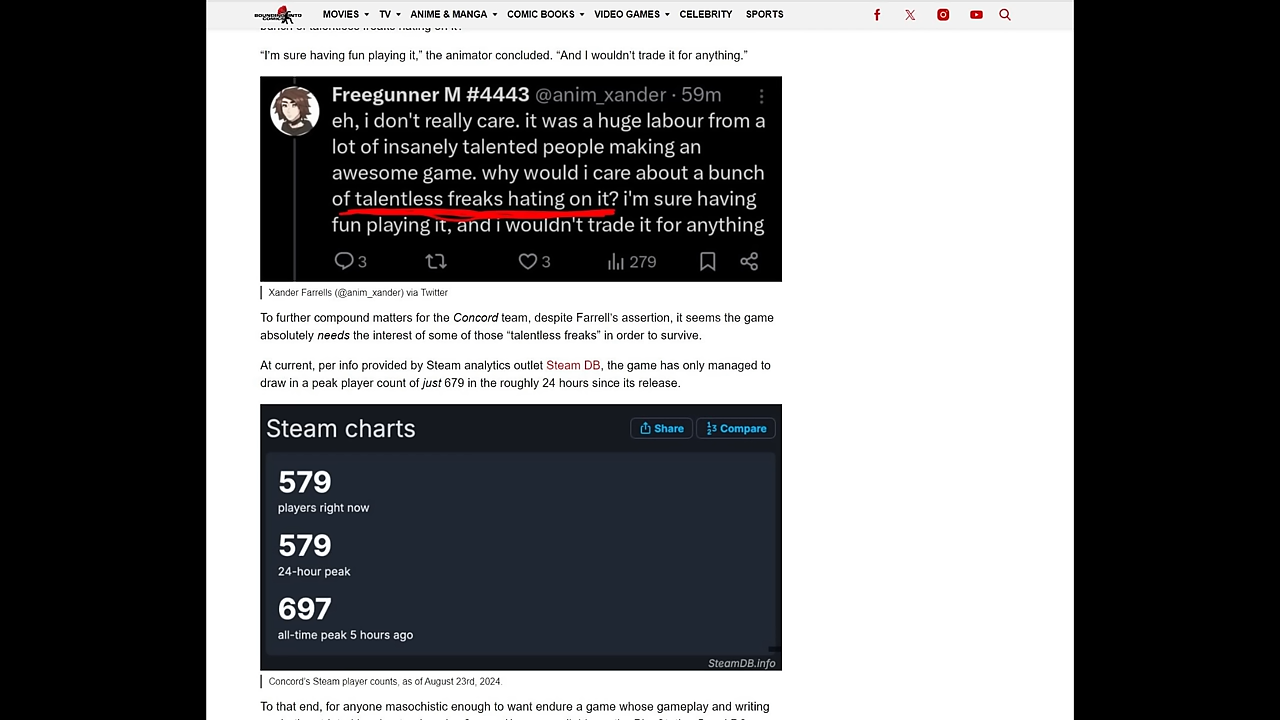 BOUNDING INTO COMICS
MOVIES TV ANIME & MANGA COMIC BOOKS VIDEO GAMES CELEBRITY SPORTS
“I’m sure having fun playing it,” the animator concluded. “And I wouldn’t trade it for anything.”
Freegunner M #4443 @anim_xander · 59m
eh, i don't really care. it was a huge labour from a
lot of insanely talented people making an
awesome game. why would i care about a bunch
of talentless freaks hating on it? i'm sure having
fun playing it, and i wouldn't trade it for anything
3 3 279
Xander Farrells (@anim_xander) via Twitter
To further compound matters for the Concord team, despite Farrell’s assertion, it seems the game
absolutely needs the interest of some of those “talentless freaks” in order to survive.
At current, per info provided by Steam analytics outlet Steam DB, the game has only managed to
draw in a peak player count of just 679 in the roughly 24 hours since its release.
Steam charts
Share Compare
579
players right now
579
24-hour peak
697
all-time peak 5 hours ago
SteamDB.info
Concord’s Steam player counts, as of August 23rd, 2024.
To that end, for anyone masochistic enough to want endure a game whose gameplay and writing